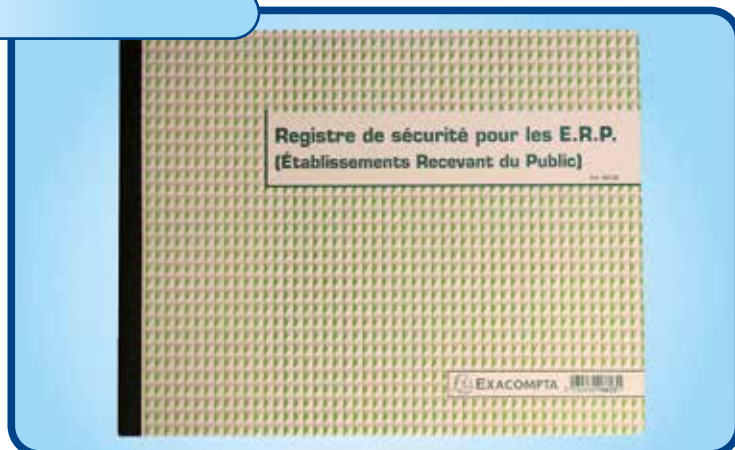 Registre de sécurité pour les E.R.P.
(Établissements Recevant du Public)
EXACOMPTA